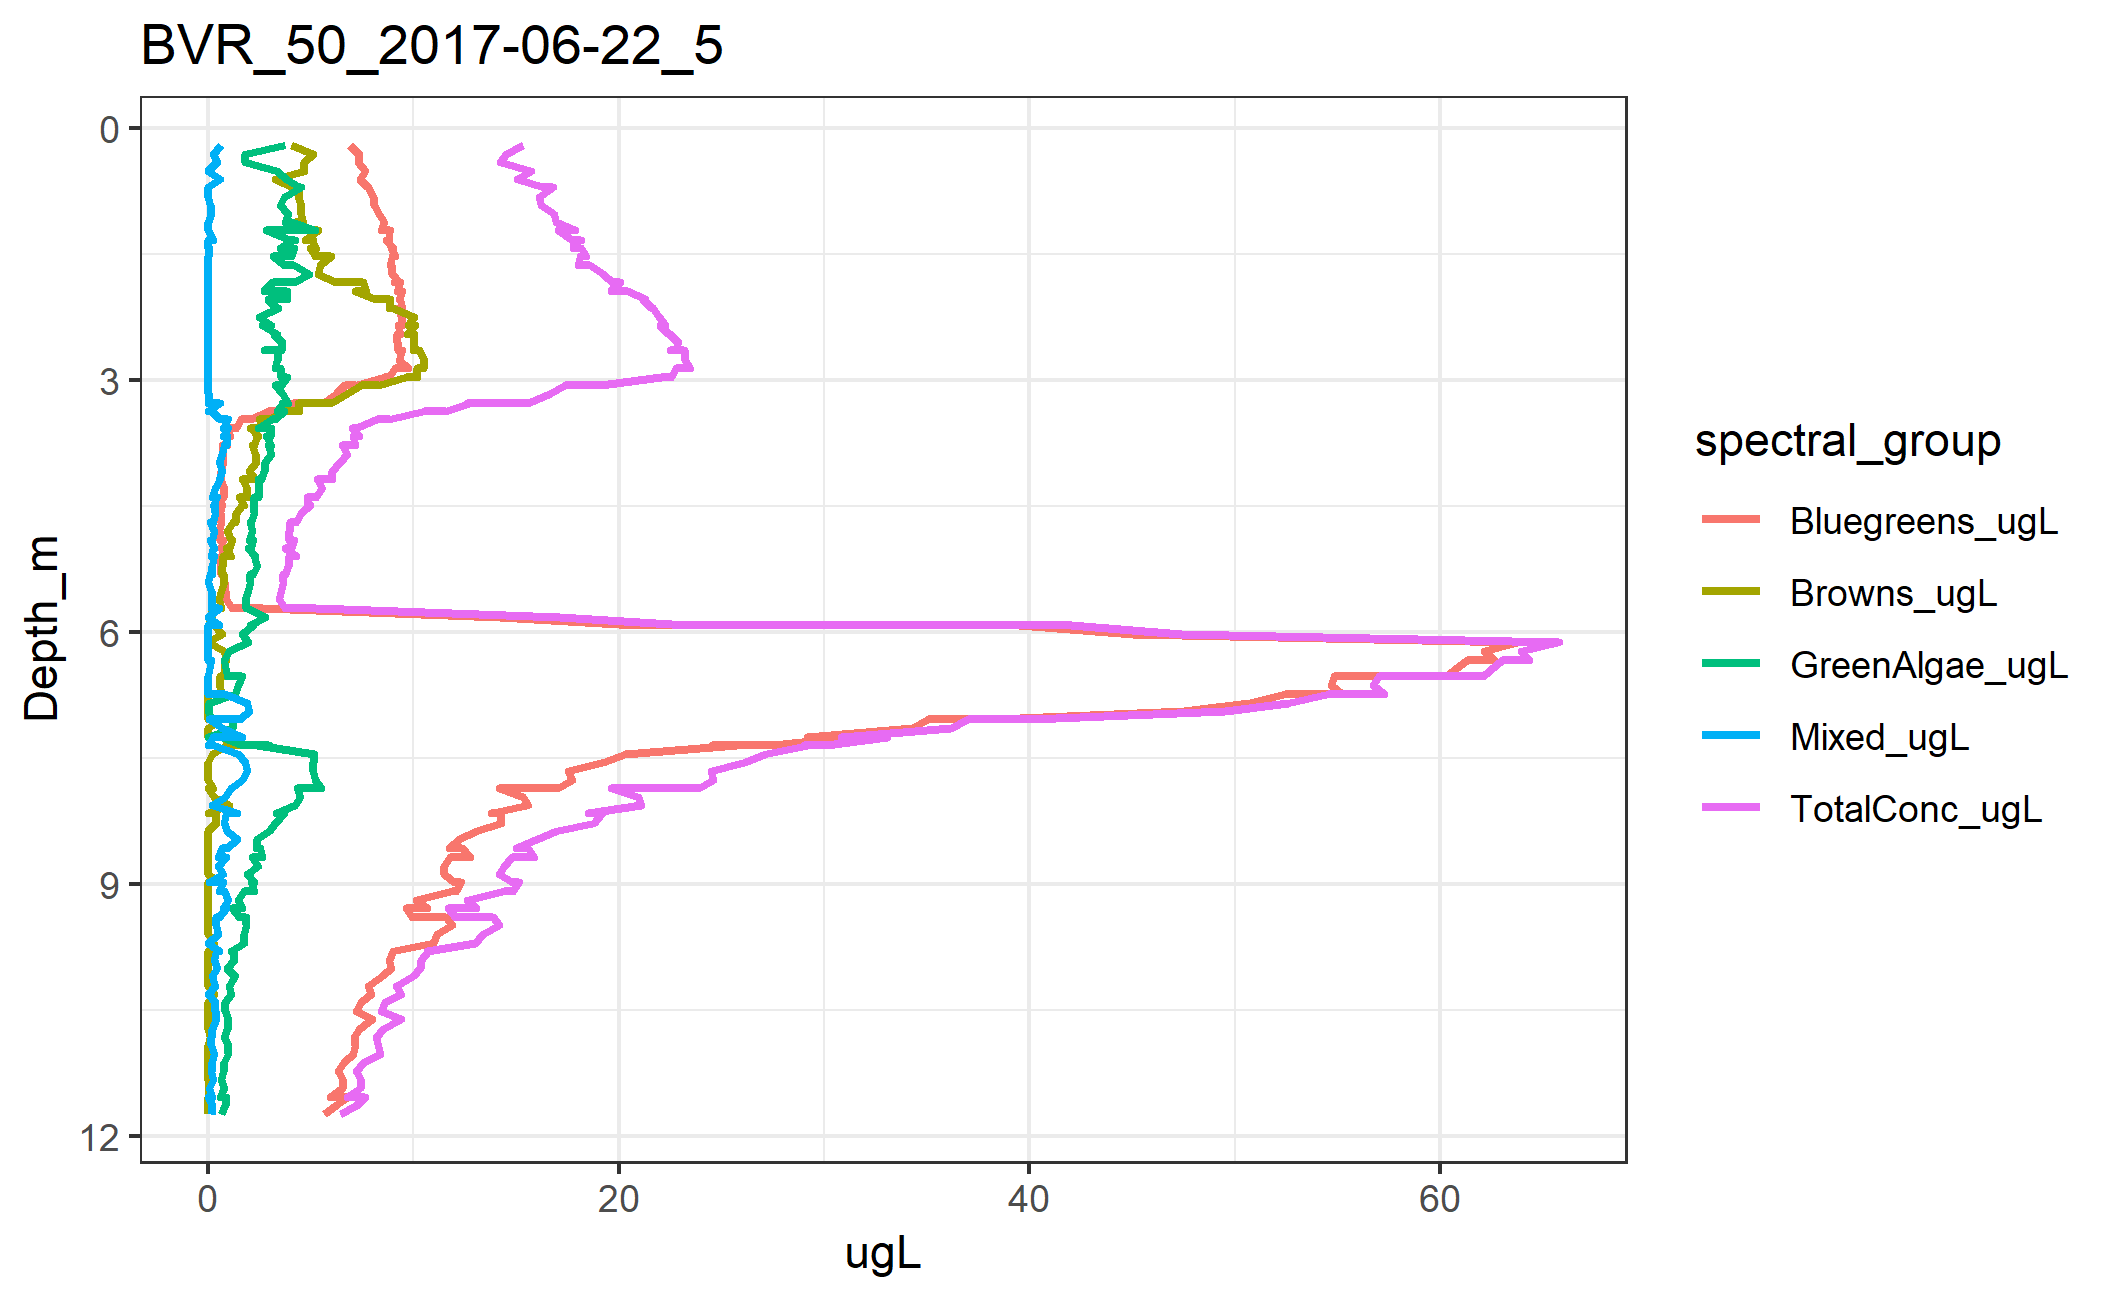 BVR_50_2017-06-22_5
0
3
6
9
12
Depth_m
0 20 40 60
ugL
spectral_group
Bluegreens_ugL
Browns_ugL
GreenAlgae_ugL
Mixed_ugL
TotalConc_ugL